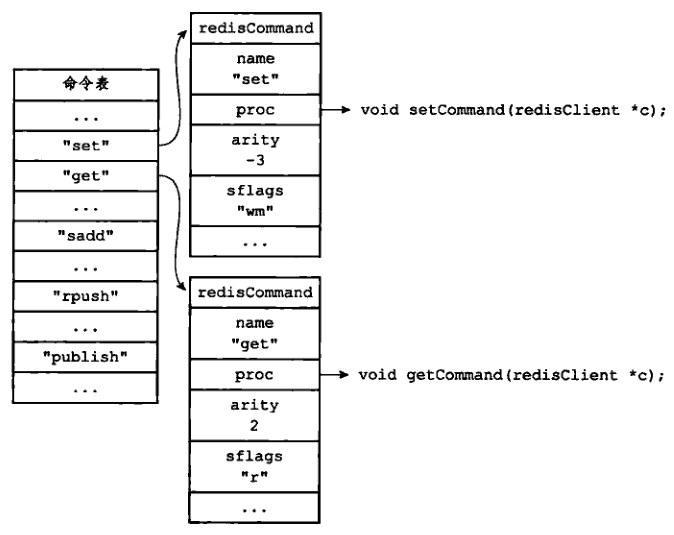 命令表
...
"set"
"get"
...
"sadd"
...
"rpush"
...
"publish"
...
redisCommand
name
"set"
proc
void setCommand(redisClient *c);
arity
-3
sflags
"wm"
...
redisCommand
name
"get"
proc
void getCommand(redisClient *c);
arity
2
sflags
"r"
...